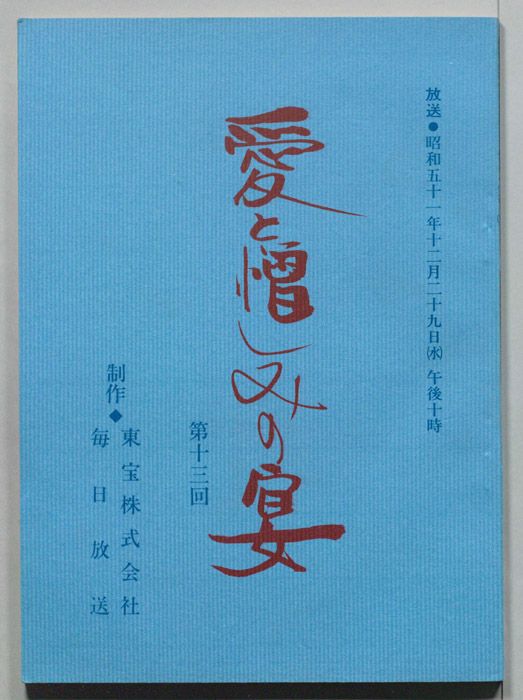 放送●昭和五十一年十二月二十九日(水)午後十時
愛と憎しみの宴
第十三回
制作◆
東宝株式会社
毎日放送